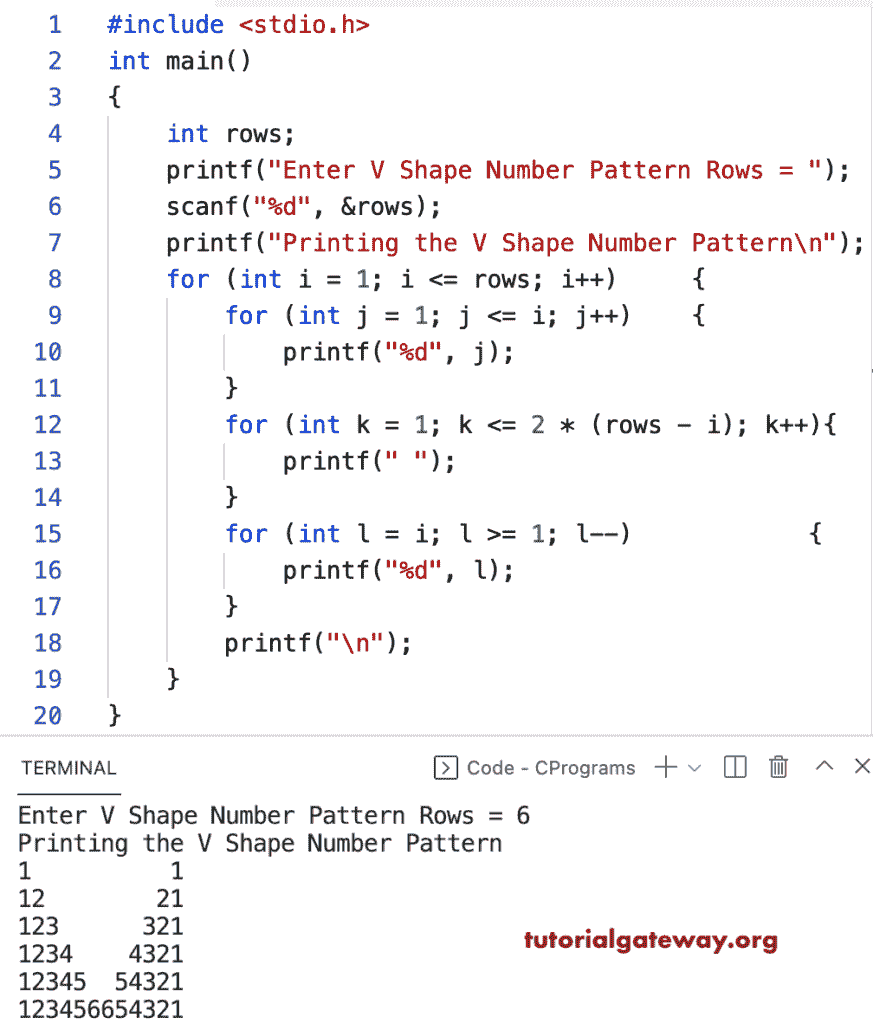 1 #include <stdio.h>
2 int main()
3 {
4     int rows;
5     printf("Enter V Shape Number Pattern Rows = ");
6     scanf("%d", &rows);
7     printf("Printing the V Shape Number Pattern\n");
8     for (int i = 1; i <= rows; i++)     {
9         for (int j = 1; j <= i; j++)    {
10             printf("%d", j);
11         }
12         for (int k = 1; k <= 2 * (rows - i); k++){
13             printf(" ");
14         }
15         for (int l = i; l >= 1; l--)            {
16             printf("%d", l);
17         }
18         printf("\n");
19     }
20 }
TERMINAL Code - CPrograms
Enter V Shape Number Pattern Rows = 6
Printing the V Shape Number Pattern
1          1
12        21
123      321
1234    4321
12345  54321
123456654321
tutorialgateway.org